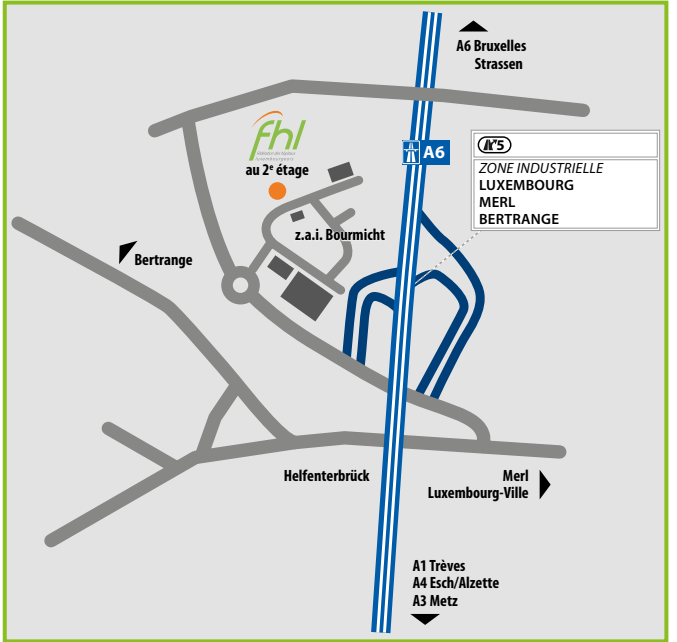 A6 Bruxelles
Strassen
fhl
au 2e étage
A6
5
ZONE INDUSTRIELLE
LUXEMBOURG
MERL
BERTRANGE
z.a.i. Bourmicht
Bertrange
Helfenterbrück
Merl
Luxembourg-Ville
A1 Trèves
A4 Esch/Alzette
A3 Metz